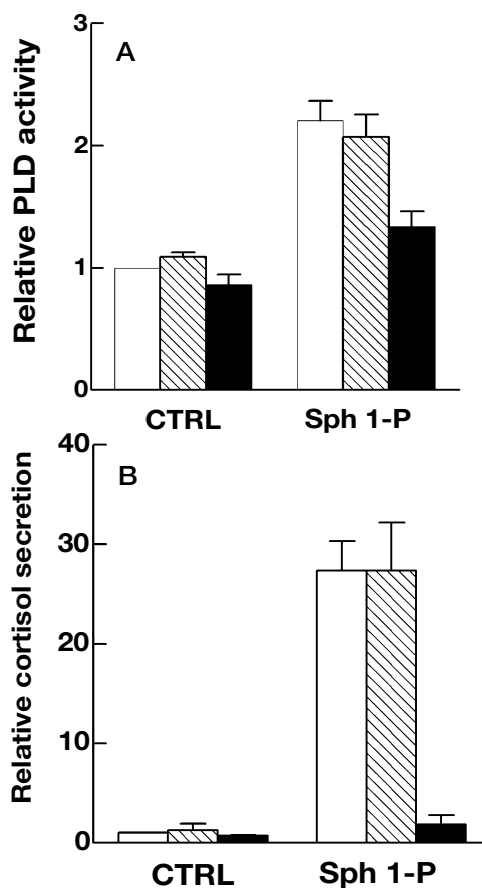 A
Relative PLD activity
3
2
1
0
CTRL Sph 1-P
B
Relative cortisol secretion
40
30
20
10
0
CTRL Sph 1-P